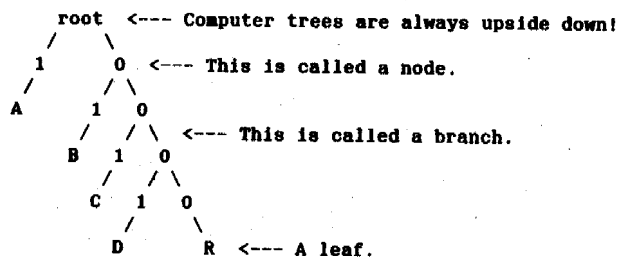 root <--- Computer trees are always upside down!
/ \
1 0 <--- This is called a node.
/ / \
A 1 0
/ / \ <--- This is called a branch.
B 1 0
/ / \
C 1 0
/ \
D R <--- A leaf.